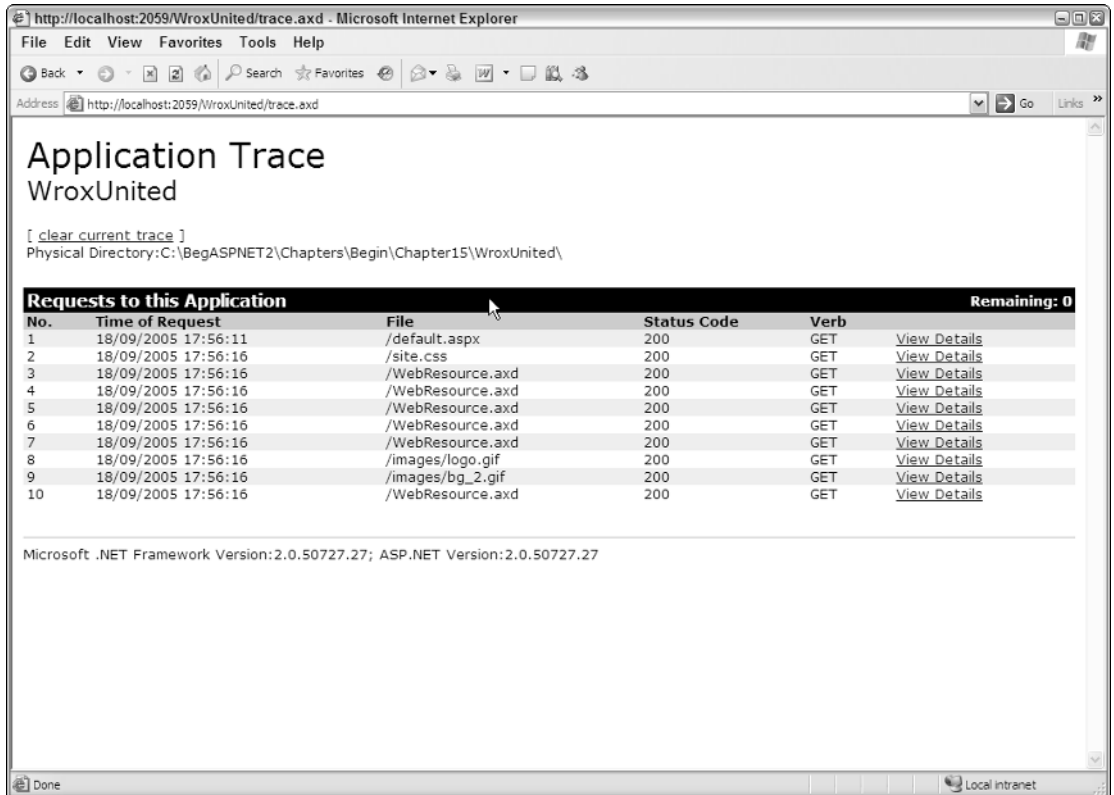 http://localhost:2059/WroxUnited/trace.axd - Microsoft Internet Explorer
File Edit View Favorites Tools Help
Back Search Favorites
Address http://localhost:2059/WroxUnited/trace.axd Go Links »
Application Trace
WroxUnited
[ clear current trace ]
Physical Directory:C:\BegASPNET2\Chapters\Begin\Chapter15\WroxUnited\
Requests to this Application Remaining: 0
No. Time of Request File Status Code Verb
1 18/09/2005 17:56:11 /default.aspx 200 GET View Details
2 18/09/2005 17:56:16 /site.css 200 GET View Details
3 18/09/2005 17:56:16 /WebResource.axd 200 GET View Details
4 18/09/2005 17:56:16 /WebResource.axd 200 GET View Details
5 18/09/2005 17:56:16 /WebResource.axd 200 GET View Details
6 18/09/2005 17:56:16 /WebResource.axd 200 GET View Details
7 18/09/2005 17:56:16 /WebResource.axd 200 GET View Details
8 18/09/2005 17:56:16 /images/logo.gif 200 GET View Details
9 18/09/2005 17:56:16 /images/bg_2.gif 200 GET View Details
10 18/09/2005 17:56:16 /WebResource.axd 200 GET View Details
Microsoft .NET Framework Version:2.0.50727.27; ASP.NET Version:2.0.50727.27
Done Local intranet